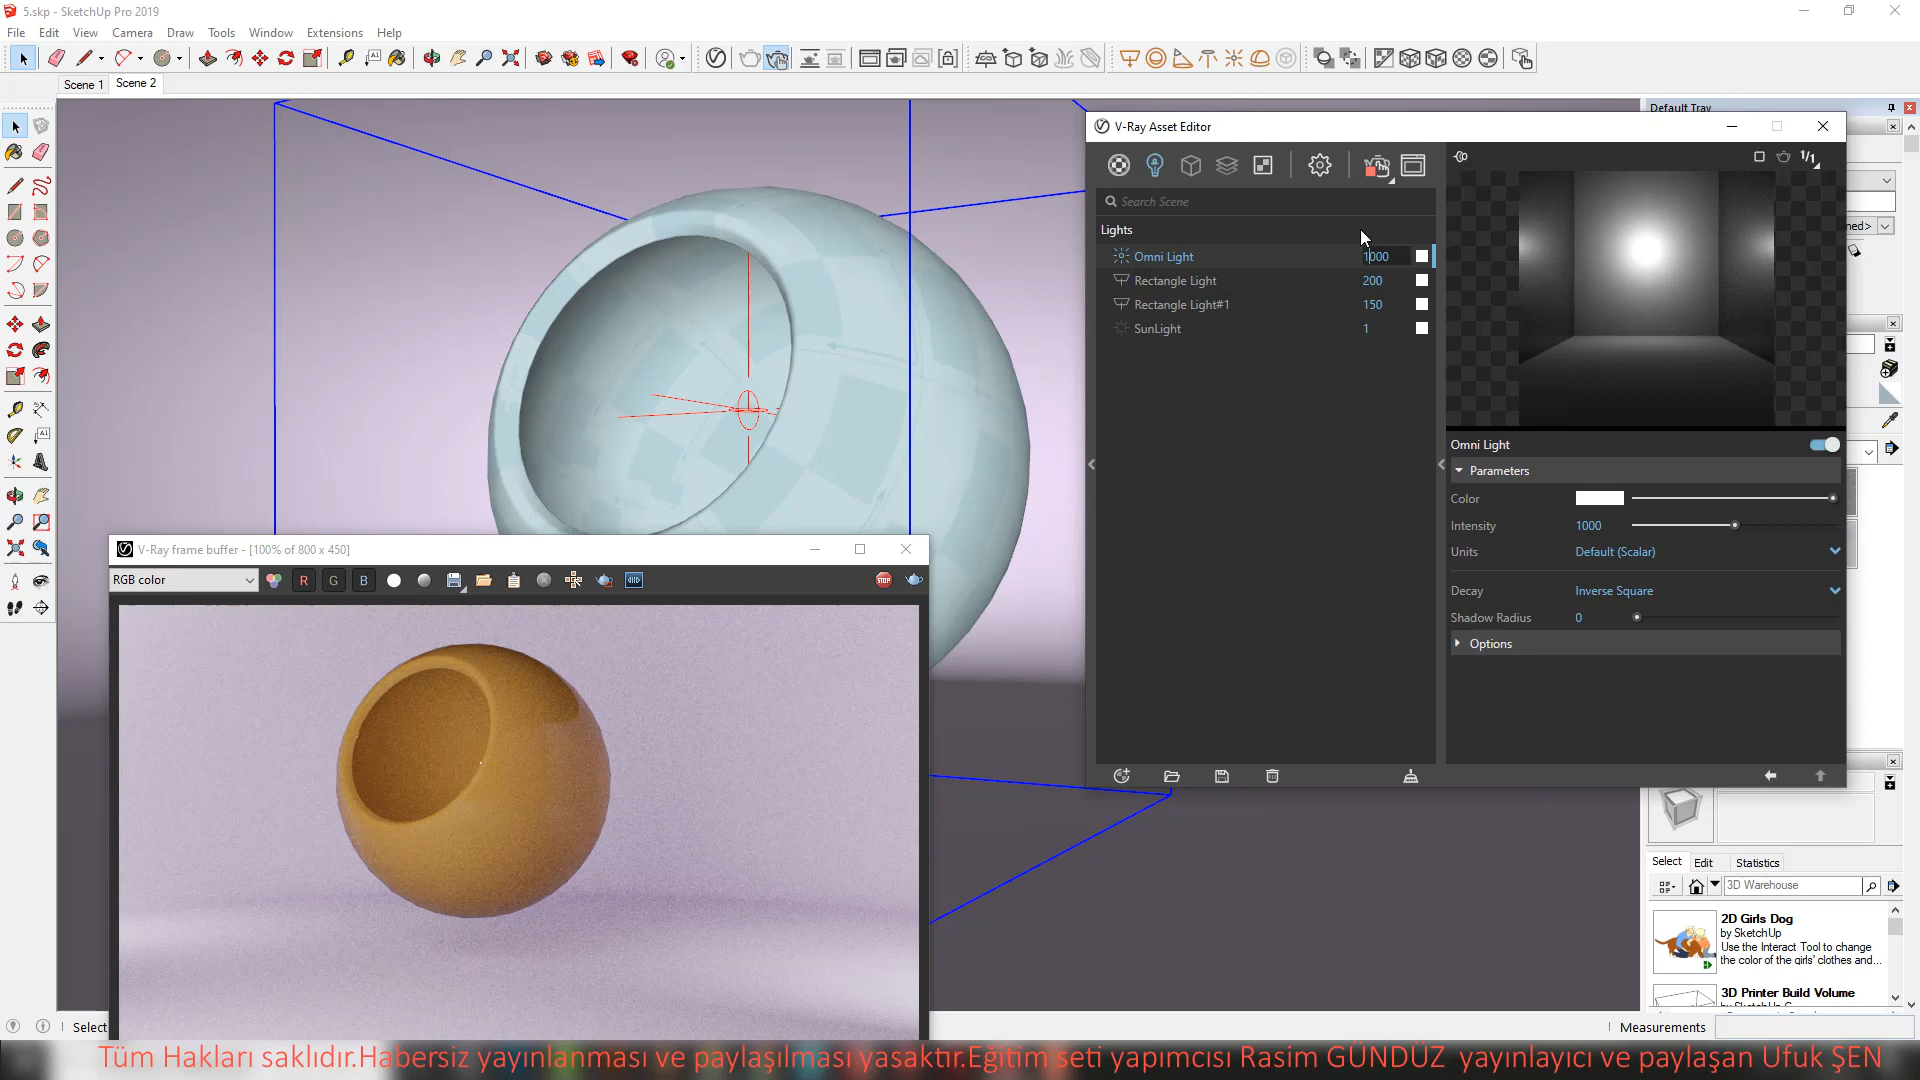 5.skp - SketchUp Pro 2019
File Edit View Camera Draw Tools Window Extensions Help
Scene 1 Scene 2
Default Tray
V-Ray Asset Editor
Search Scene
Lights
Omni Light 1000
Rectangle Light 200
Rectangle Light#1 150
SunLight 1
1/1
Omni Light
Parameters
Color
Intensity 1000
Units Default (Scalar)
Decay Inverse Square
Shadow Radius 0
Options
V-Ray frame buffer - [100% of 800 x 450]
RGB color R G B
STOP
Select Edit Statistics
3D Warehouse
2D Girls Dog
by SketchUp
Use the Interact Tool to change
the color of the girls' clothes and...
3D Printer Build Volume
Select
Measurements
Tüm Hakları saklıdır.Habersiz yayınlanması ve paylaşılması yasaktır.Eğitim seti yapımcısı Rasim GÜNDÜZ yayınlayıcı ve paylaşan Ufuk ŞEN